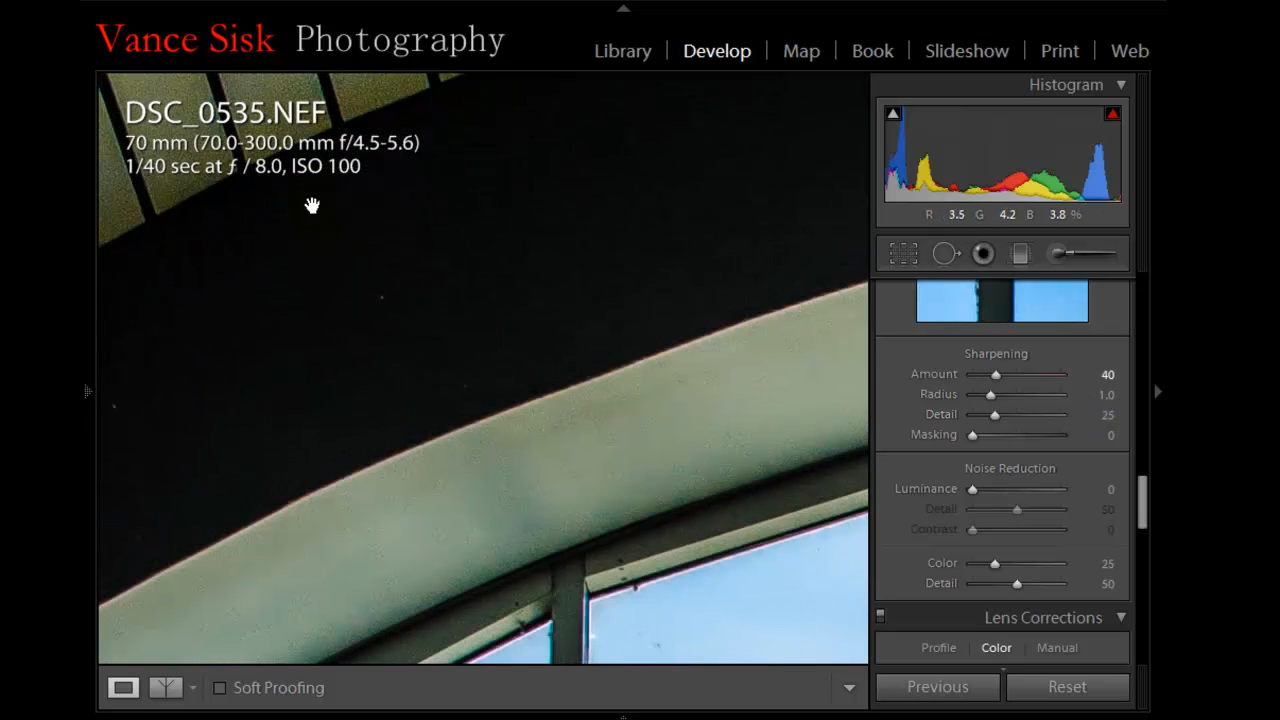 Vance Sisk Photography
Library | Develop | Map | Book | Slideshow | Print | Web
DSC_0535.NEF
70 mm (70.0-300.0 mm f/4.5-5.6)
1/40 sec at ƒ / 8.0, ISO 100
Histogram
R 3.5 G 4.2 B 3.8 %
Sharpening
Amount 40
Radius 1.0
Detail 25
Masking 0
Noise Reduction
Luminance 0
Detail 50
Contrast 0
Color 25
Detail 50
Lens Corrections
Profile | Color | Manual
Soft Proofing
Previous Reset